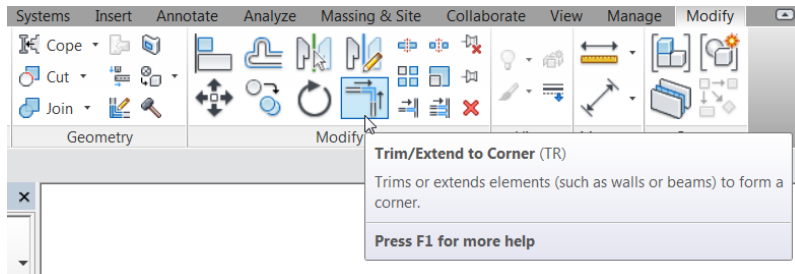 Systems Insert Annotate Analyze Massing & Site Collaborate View Manage Modify
Cope
Cut
Join
Geometry Modify
Trim/Extend to Corner (TR)
Trims or extends elements (such as walls or beams) to form a
corner.
Press F1 for more help